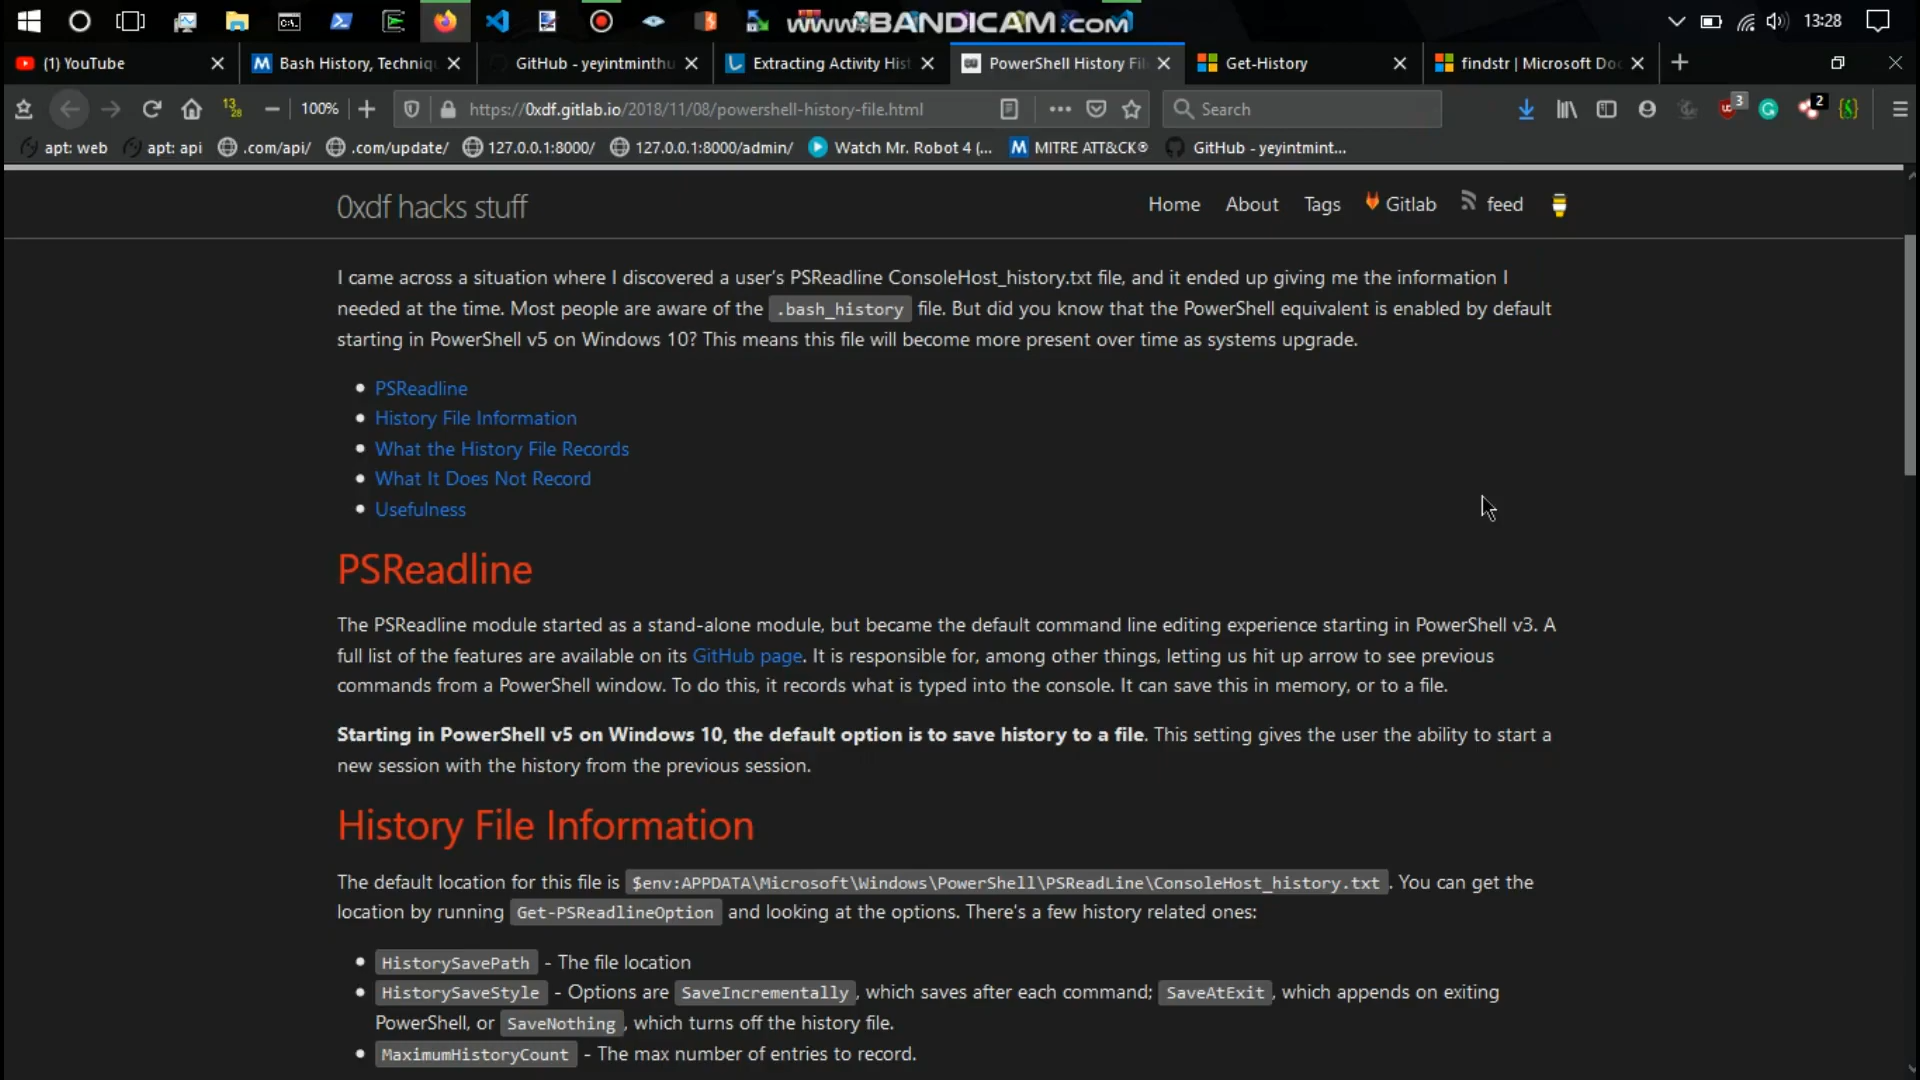 www.BANDICAM.com
13:28
(1) YouTube
Bash History, Techniqu
GitHub - yeyintminthu
Extracting Activity Hist
PowerShell History Fil
Get-History
findstr | Microsoft Doc
13
28
100%
https://0xdf.gitlab.io/2018/11/08/powershell-history-file.html
Search
3
2
apt: web
apt: api
.com/api/
.com/update/
127.0.0.1:8000/
127.0.0.1:8000/admin/
Watch Mr. Robot 4 (...
MITRE ATT&CK®
GitHub - yeyintmint...
0xdf hacks stuff
Home
About
Tags
Gitlab
feed
I came across a situation where I discovered a user's PSReadline ConsoleHost_history.txt file, and it ended up giving me the information I
needed at the time. Most people are aware of the .bash_history file. But did you know that the PowerShell equivalent is enabled by default
starting in PowerShell v5 on Windows 10? This means this file will become more present over time as systems upgrade.
PSReadline
History File Information
What the History File Records
What It Does Not Record
Usefulness
PSReadline
The PSReadline module started as a stand-alone module, but became the default command line editing experience starting in PowerShell v3. A
full list of the features are available on its GitHub page. It is responsible for, among other things, letting us hit up arrow to see previous
commands from a PowerShell window. To do this, it records what is typed into the console. It can save this in memory, or to a file.
Starting in PowerShell v5 on Windows 10, the default option is to save history to a file. This setting gives the user the ability to start a
new session with the history from the previous session.
History File Information
The default location for this file is $env:APPDATA\Microsoft\Windows\PowerShell\PSReadLine\ConsoleHost_history.txt. You can get the
location by running Get-PSReadlineOption and looking at the options. There's a few history related ones:
HistorySavePath - The file location
HistorySaveStyle - Options are SaveIncrementally, which saves after each command; SaveAtExit, which appends on exiting
PowerShell, or SaveNothing, which turns off the history file.
MaximumHistoryCount - The max number of entries to record.